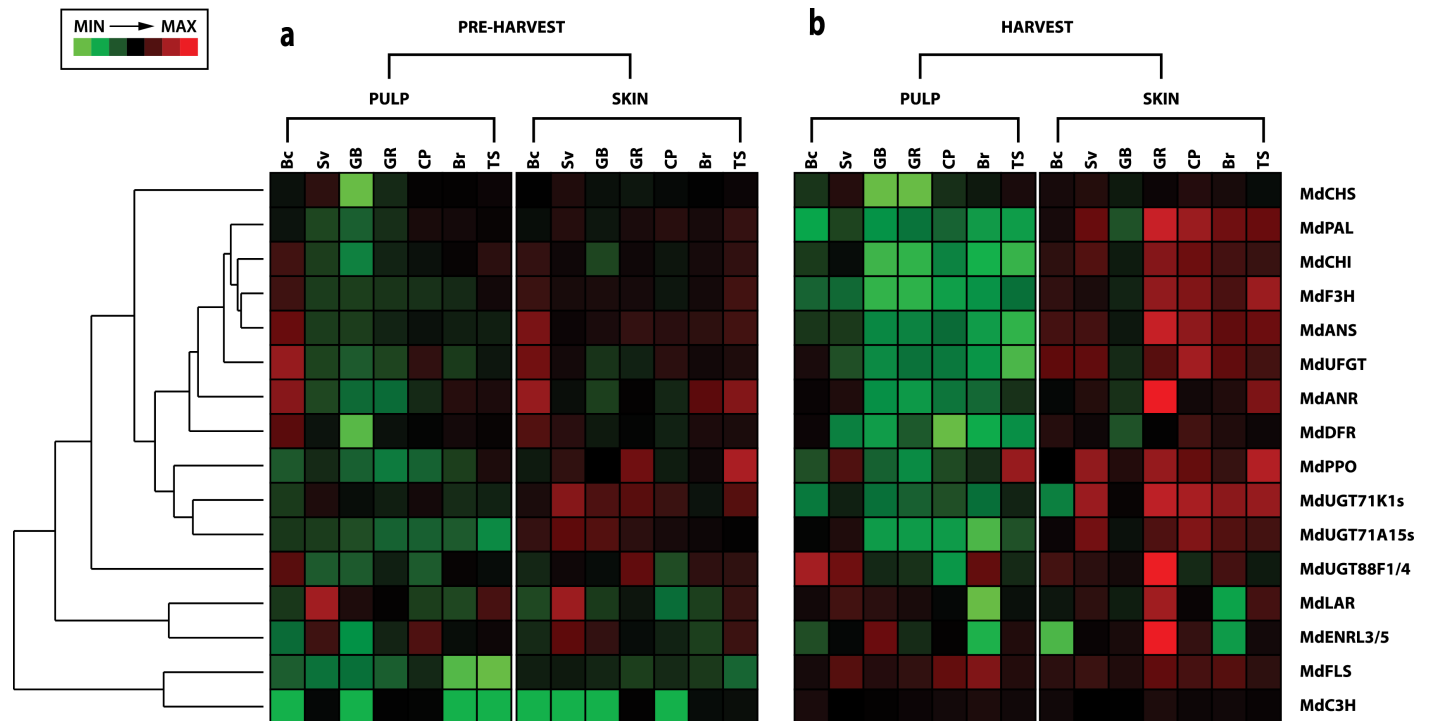 MIN MAX
a PRE-HARVEST
b HARVEST
PULP SKIN
PULP SKIN
Bc Sv GB GR CP Br TS
Bc Sv GB GR CP Br TS
Bc Sv GB GR CP Br TS
Bc Sv GB GR CP Br TS
MdCHS
MdPAL
MdCHI
MdF3H
MdANS
MdUFGT
MdANR
MdDFR
MdPPO
MdUGT71K1s
MdUGT71A15s
MdUGT88F1/4
MdLAR
MdENRL3/5
MdFLS
MdC3H